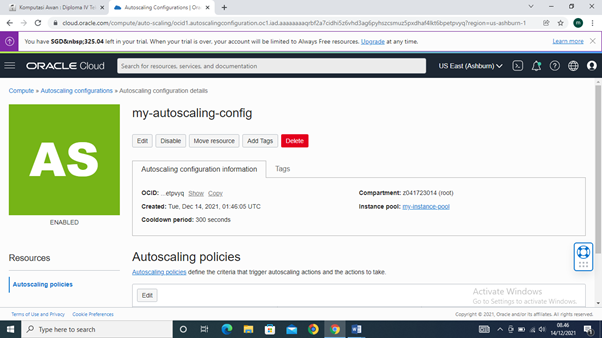 Komputasi Awan : Diploma IV Te
Autoscaling Configurations | Ora
cloud.oracle.com/compute/auto-scaling/
?region=us-ashburn-1
You have SGD&nbsp;325.04 left in your trial. When your trial is over, your account will be limited to Always Free resources. Upgrade at any time.
Learn more
ORACLE Cloud
Search for resources, services, and documentation
US East (Ashburn)
Compute » Autoscaling configurations » Autoscaling configuration details
AS
ENABLED
my-autoscaling-config
Edit
Disable
Move resource
Add Tags
Delete
Autoscaling configuration information
Tags
OCID: ...etpvyq Show Copy
Compartment: z041723014 (root)
Created: Tue, Dec 14, 2021, 01:46:05 UTC
Instance pool: my-instance-pool
Cooldown period: 300 seconds
Resources
Autoscaling policies
Autoscaling policies
Autoscaling policies define the criteria that trigger autoscaling actions and the actions to take.
Edit
Activate Windows
Go to Settings to activate Windows.
Terms of Use and Privacy
Cookie Preferences
Copyright © 2021, Oracle and/or its affiliates. All rights reserved.
Type here to search
08.46
14/12/2021